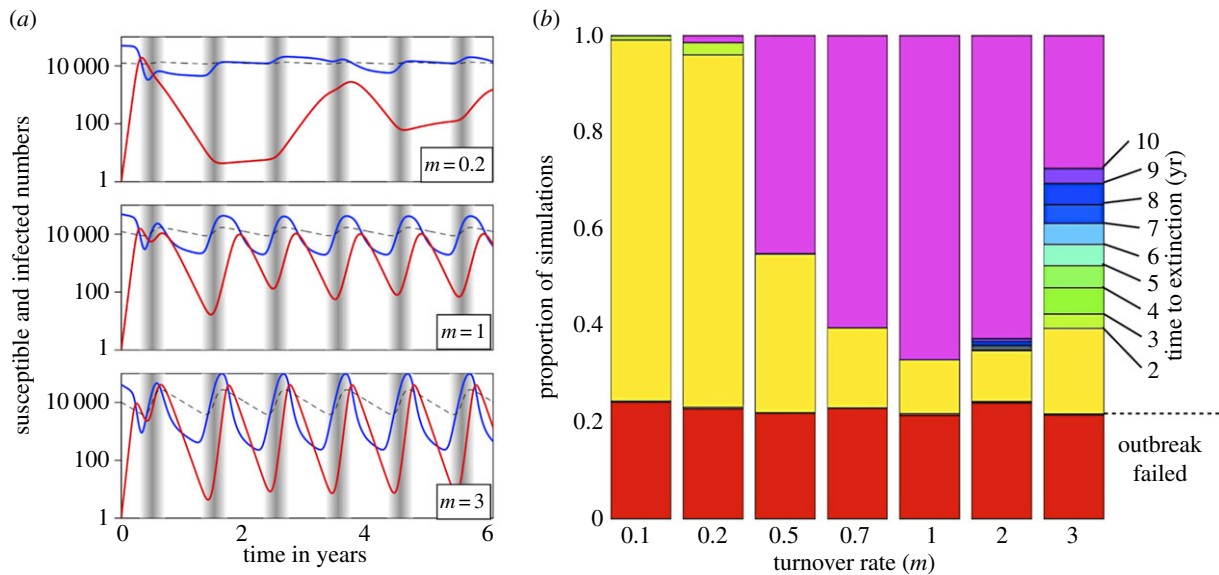 (a)
susceptible and infected numbers
10 000
100
1
m = 0.2
10 000
100
1
m = 1
10 000
100
1
m = 3
0
2
4
6
time in years
(b)
proportion of simulations
1.0
0.8
0.6
0.4
0.2
0
0.1
0.2
0.5
0.7
1
2
3
turnover rate (m)
10
9
8
7
6
5
4
3
2
time to extinction (yr)
outbreak
failed